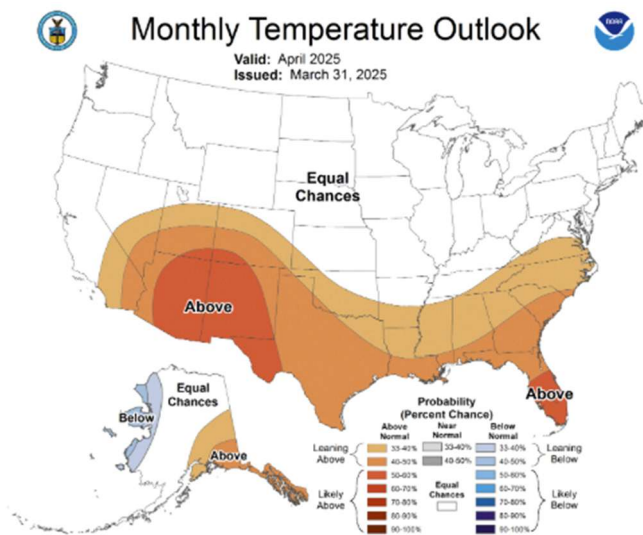 NOAA
Monthly Temperature Outlook
Valid: April 2025
Issued: March 31, 2025
Equal
Chances
Above
Equal
Chances
Below
Above
Above
Probability
(Percent Chance)
Above
Normal
Near
Normal
Below
Normal
Leaning
Above
33-40%
40-50%
33-40%
40-50%
33-40%
40-50%
Leaning
Below
Likely
Above
50-60%
60-70%
70-80%
80-90%
90-100%
Equal
Chances
50-60%
60-70%
70-80%
80-90%
90-100%
Likely
Below